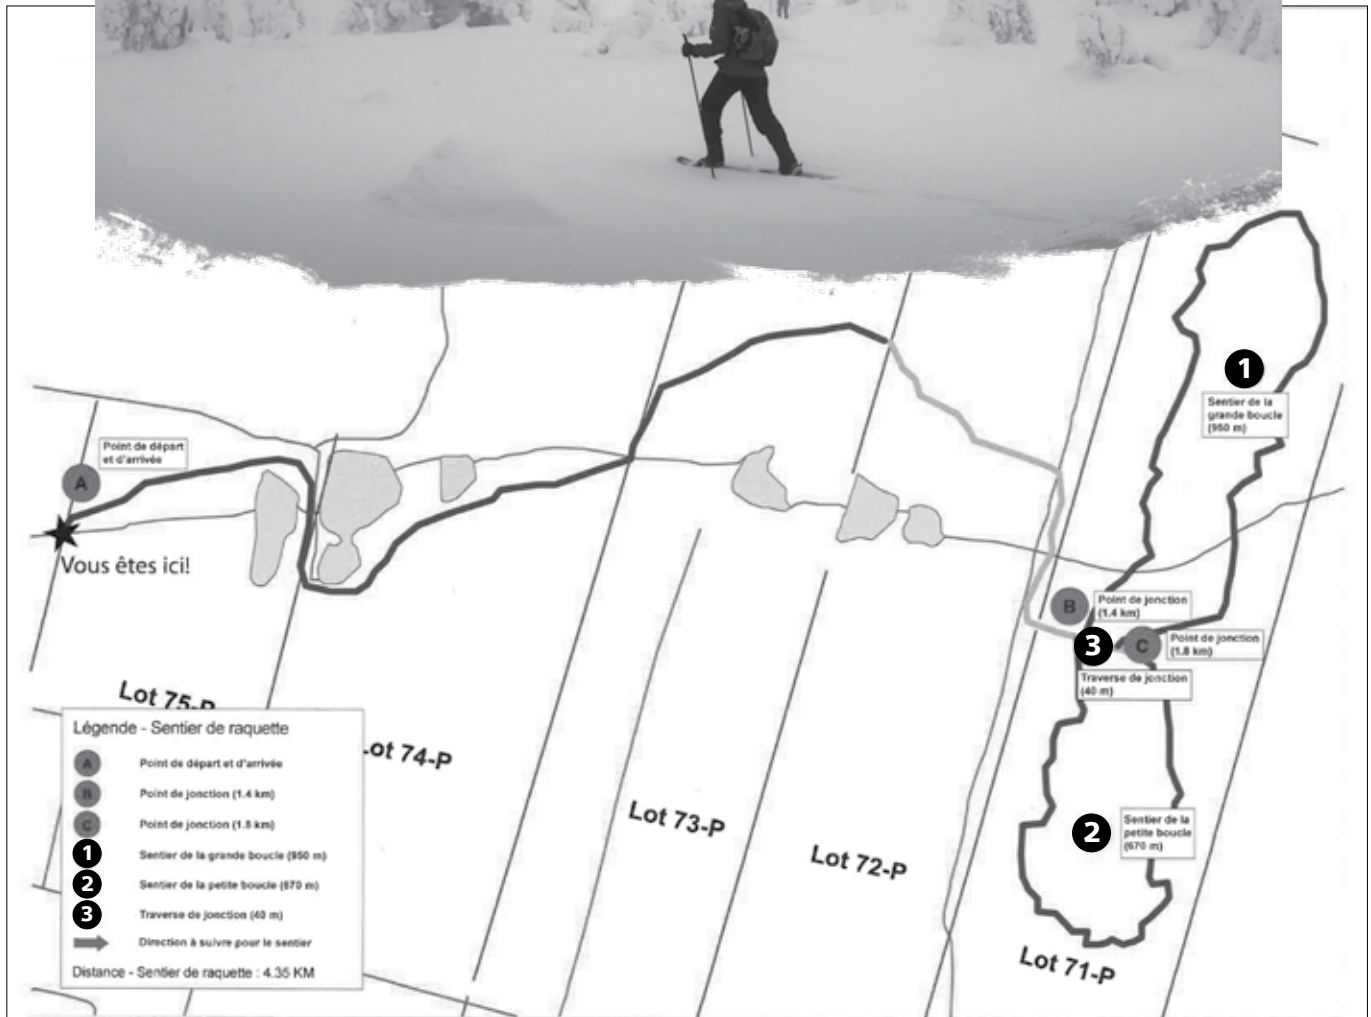 1
Sentier de la
grande boucle
(950 m)
Point de départ
et d'arrivée
A
Vous êtes ici!
B
Point de jonction
(1.4 km)
3
C
Point de jonction
(1.8 km)
Traverse de jonction
(40 m)
Lot 75-P
Lot 74-P
Lot 73-P
Lot 72-P
Lot 71-P
2
Sentier de la
petite boucle
(670 m)
Légende - Sentier de raquette
A Point de départ et d'arrivée
B Point de jonction (1.4 km)
C Point de jonction (1.8 km)
1 Sentier de la grande boucle (950 m)
2 Sentier de la petite boucle (670 m)
3 Traverse de jonction (40 m)
Direction à suivre pour le sentier
Distance - Sentier de raquette : 4.35 KM